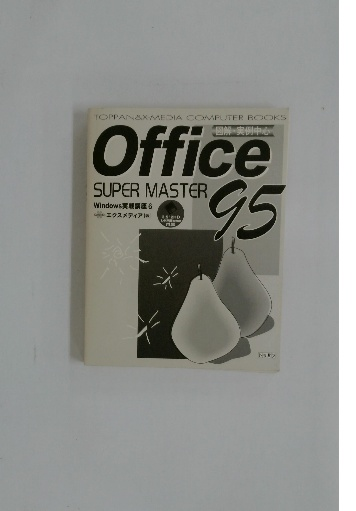 TOPPAN&X-MEDIA COMPUTER BOOKS
図解・実例中心
Office
95
SUPER MASTER
Windows実戦講座6
エクスメディア[著]